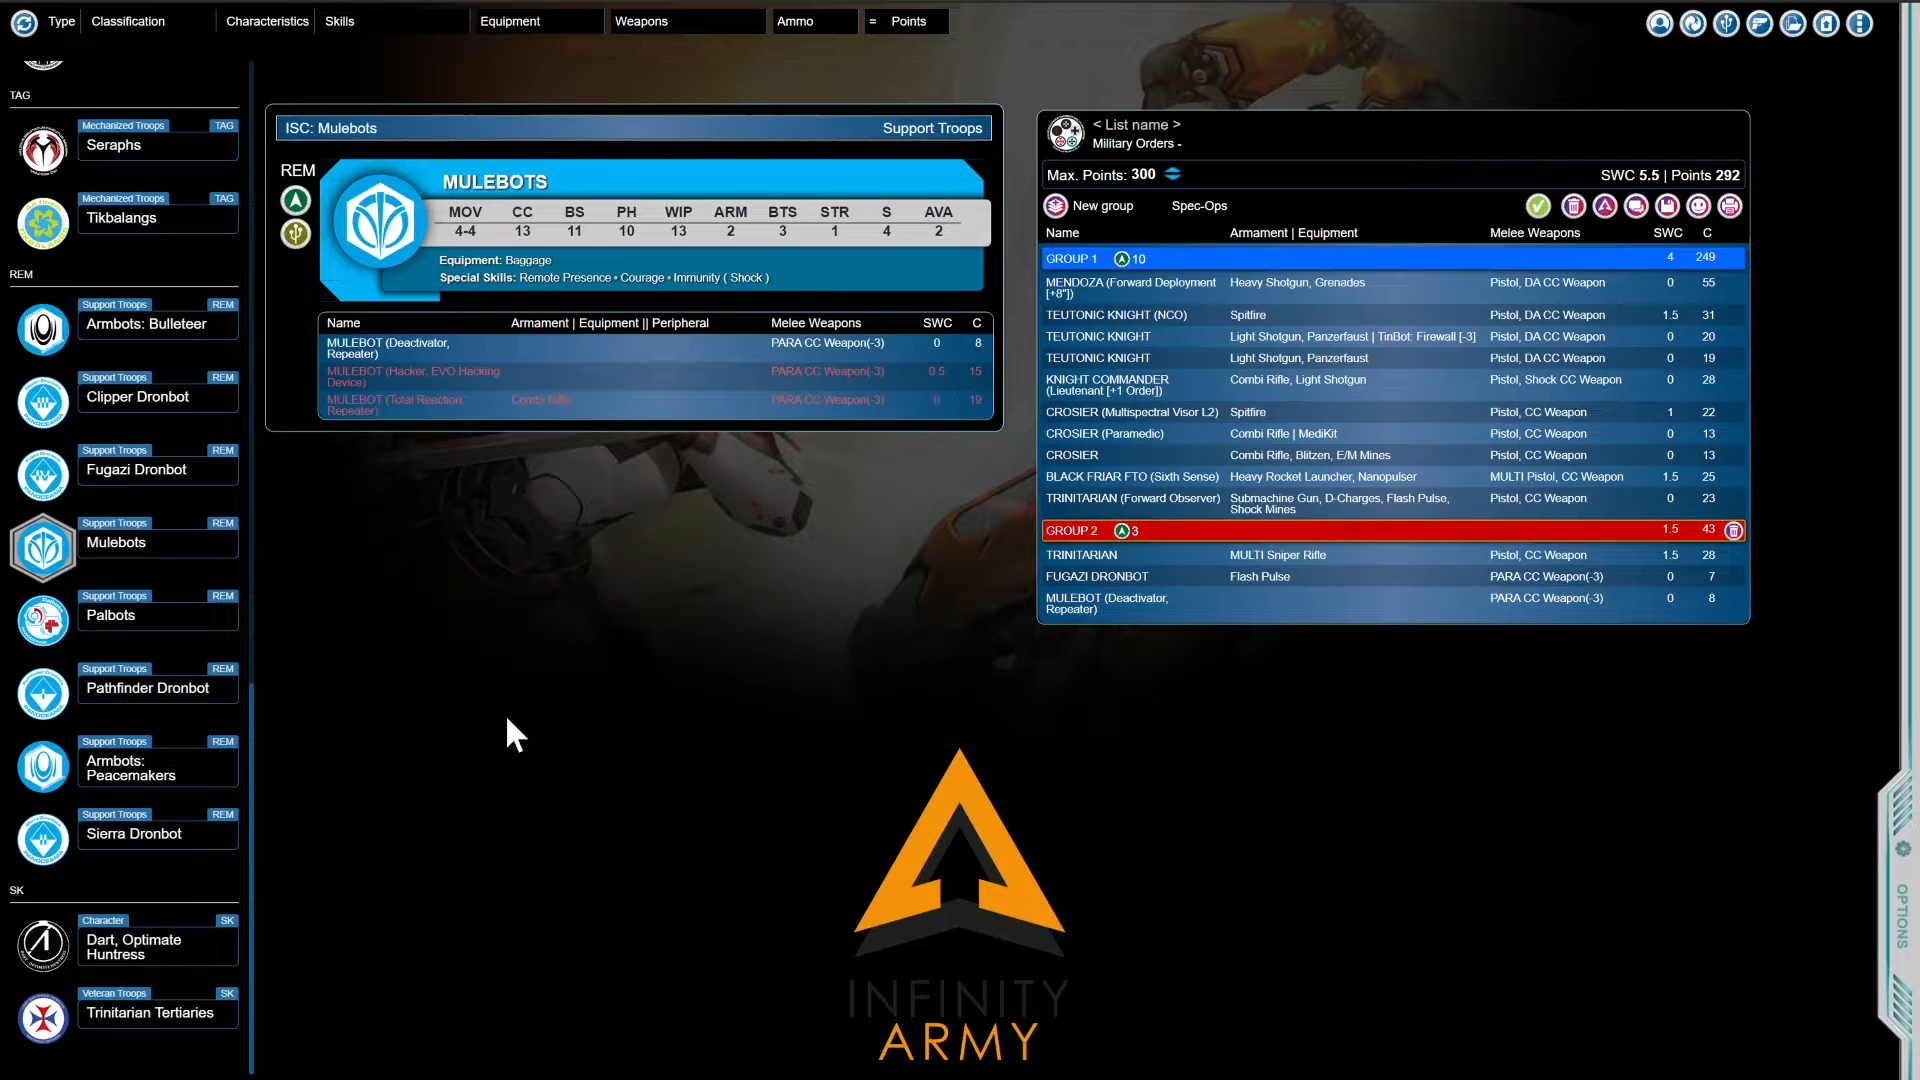 Type Classification Characteristics Skills Equipment Weapons Ammo = Points
TAG
Mechanized Troops TAG
Seraphs
Mechanized Troops TAG
Tikbalangs
REM
Support Troops REM
Armbots: Bulleteer
Support Troops REM
Clipper Dronbot
Support Troops REM
Fugazi Dronbot
Support Troops REM
Mulebots
Support Troops REM
Palbots
Support Troops REM
Pathfinder Dronbot
Support Troops REM
Armbots:
Peacemakers
Support Troops REM
Sierra Dronbot
SK
Character SK
Dart, Optimate
Huntress
Veteran Troops SK
Trinitarian Tertiaries
ISC: Mulebots Support Troops
REM
MULEBOTS
MOV CC BS PH WIP ARM BTS STR S AVA
4-4 13 11 10 13 2 3 1 4 2
Equipment: Baggage
Special Skills: Remote Presence • Courage • Immunity ( Shock )
Name Armament | Equipment || Peripheral Melee Weapons SWC C
MULEBOT (Deactivator, PARA CC Weapon(-3) 0 8
Repeater)
MULEBOT (Hacker, EVO Hacking PARA CC Weapon(-3) 0.5 15
Device)
MULEBOT (Total Reaction, Combi Rifle PARA CC Weapon(-3) 0 19
Repeater)
< List name >
Military Orders -
Max. Points: 300 SWC 5.5 | Points 292
New group Spec-Ops
Name Armament | Equipment Melee Weapons SWC C
GROUP 1 10 4 249
MENDOZA (Forward Deployment Heavy Shotgun, Grenades Pistol, DA CC Weapon 0 55
[+8"])
TEUTONIC KNIGHT (NCO) Spitfire Pistol, DA CC Weapon 1.5 31
TEUTONIC KNIGHT Light Shotgun, Panzerfaust | TinBot: Firewall [-3] Pistol, DA CC Weapon 0 20
TEUTONIC KNIGHT Light Shotgun, Panzerfaust Pistol, DA CC Weapon 0 19
KNIGHT COMMANDER Combi Rifle, Light Shotgun Pistol, Shock CC Weapon 0 28
(Lieutenant [+1 Order])
CROSIER (Multispectral Visor L2) Spitfire Pistol, CC Weapon 1 22
CROSIER (Paramedic) Combi Rifle | MediKit Pistol, CC Weapon 0 13
CROSIER Combi Rifle, Blitzen, E/M Mines Pistol, CC Weapon 0 13
BLACK FRIAR FTO (Sixth Sense) Heavy Rocket Launcher, Nanopulser MULTI Pistol, CC Weapon 1.5 25
TRINITARIAN (Forward Observer) Submachine Gun, D-Charges, Flash Pulse, Pistol, CC Weapon 0 23
Shock Mines
GROUP 2 3 1.5 43
TRINITARIAN MULTI Sniper Rifle Pistol, CC Weapon 1.5 28
FUGAZI DRONBOT Flash Pulse PARA CC Weapon(-3) 0 7
MULEBOT (Deactivator, PARA CC Weapon(-3) 0 8
Repeater)
OPTIONS
INFINITY
ARMY